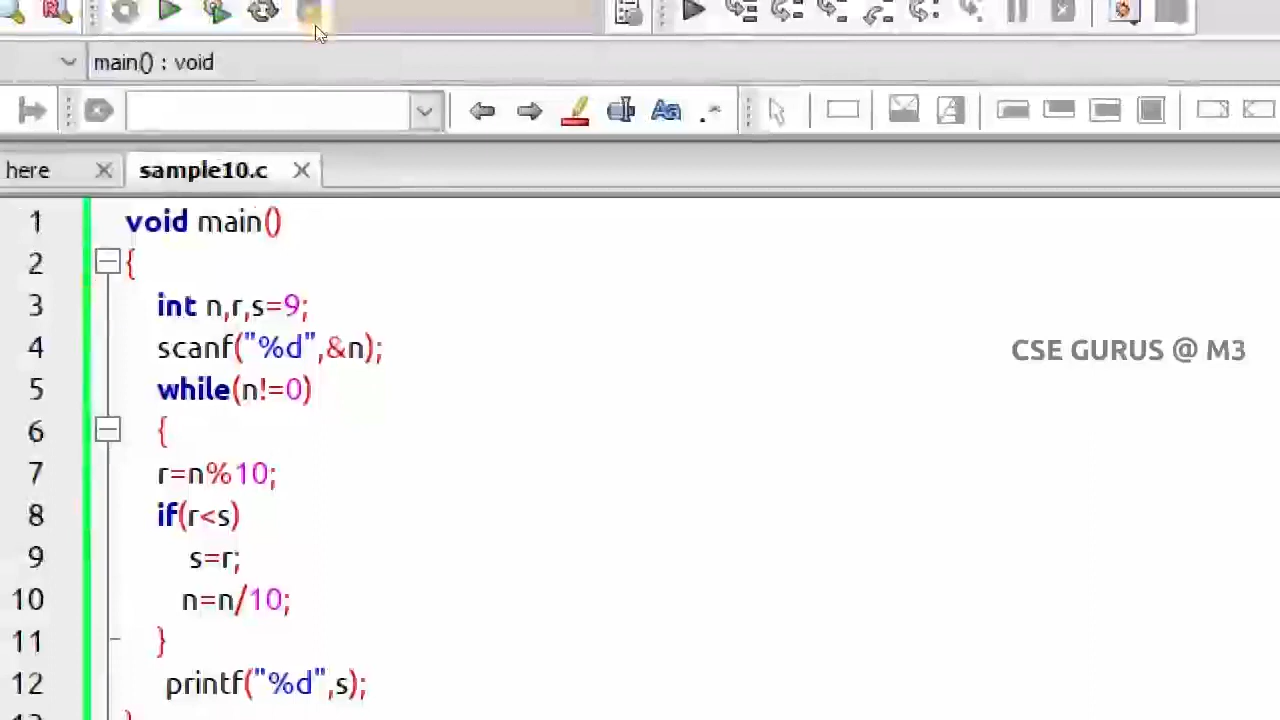 main() : void
here
sample10.c
1 void main()
2 {
3 int n,r,s=9;
4 scanf("%d",&n);
CSE GURUS @ M3
5 while(n!=0)
6 {
7 r=n%10;
8 if(r<s)
9 s=r;
10 n=n/10;
11 }
12 printf("%d",s);